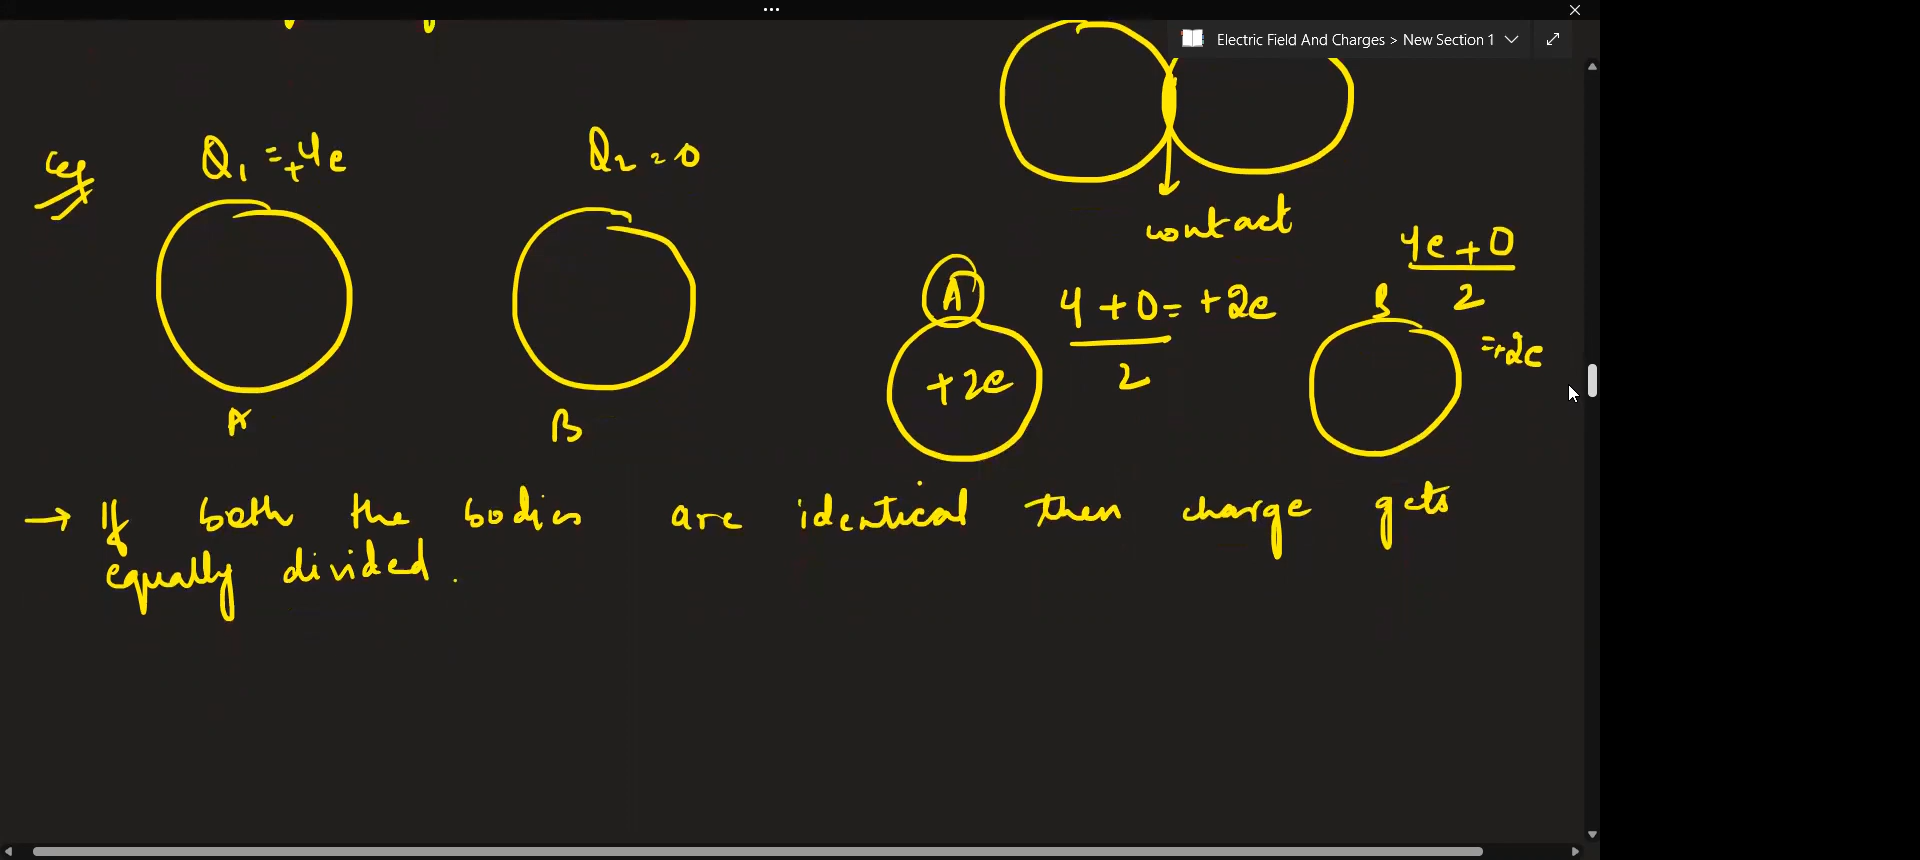 Electric Field And Charges > New Section 1
eg
Q1 = +4e
Q2 = 0
A
B
contact
A
4 + 0 = +2e
2
+2e
B
4e + 0
2
= +2e
→ If both the bodies are identical then charge gets
equally divided.